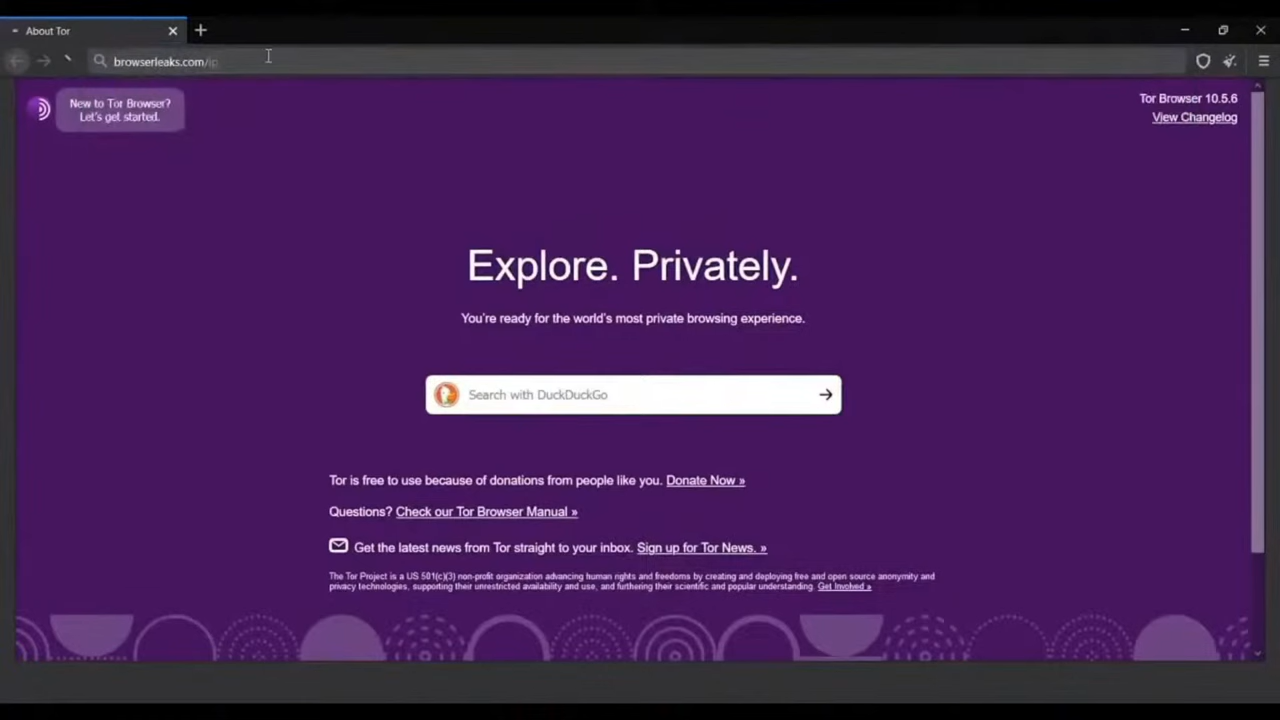 About Tor
browserleaks.com/ip
New to Tor Browser?
Let's get started.
Tor Browser 10.5.6
View Changelog
Explore. Privately.
You're ready for the world's most private browsing experience.
Search with DuckDuckGo
Tor is free to use because of donations from people like you. Donate Now »
Questions? Check our Tor Browser Manual »
Get the latest news from Tor straight to your inbox. Sign up for Tor News. »
The Tor Project is a US 501(c)(3) non-profit organization advancing human rights and freedoms by creating and deploying free and open source anonymity and
privacy technologies, supporting their unrestricted availability and use, and furthering their scientific and popular understanding. Get Involved »